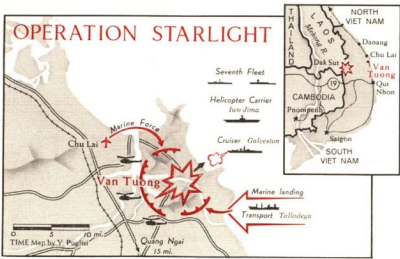 OPERATION STARLIGHT
Seventh Fleet
Helicopter Carrier
Iwo Jima
Cruiser Galveston
Marine Force
Chu Lai
Van Tuong
Marine landing
Transport Talladega
0 5 10 mi.
TIME Map by V. Puglisi
Quang Ngai
15 mi.
THAILAND
LAOS
Mekong R.
NORTH
VIET NAM
Danang
Chu Lai
Van
Tuong
Dak Sut
19
Qui
Nhon
CAMBODIA
Pnompenh
Saigon
SOUTH
VIET NAM